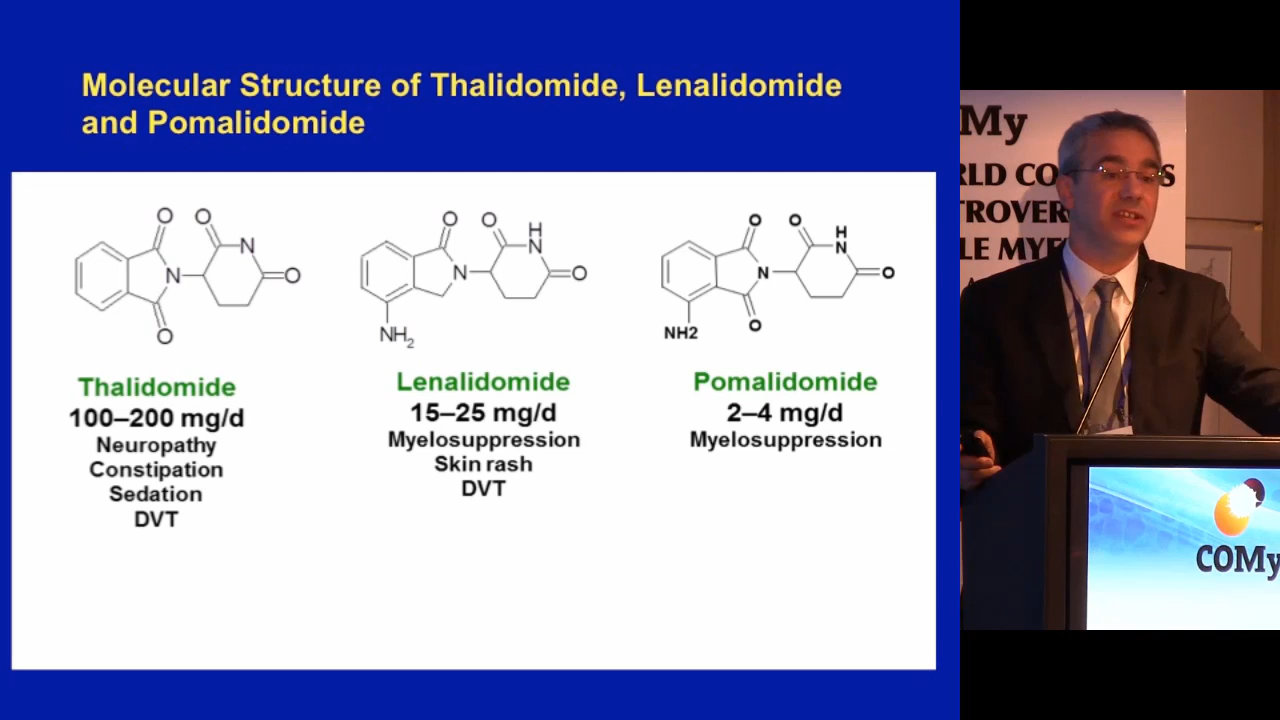 Molecular Structure of Thalidomide, Lenalidomide
and Pomalidomide
O
O
N
N
O
O
Thalidomide
100–200 mg/d
Neuropathy
Constipation
Sedation
DVT
O
O
H
N
N
O
NH2
Lenalidomide
15–25 mg/d
Myelosuppression
Skin rash
DVT
O
O
H
N
N
O
O
NH2
Pomalidomide
2–4 mg/d
Myelosuppression
My
RLD CO S
TROVER
LE MYE
COMy